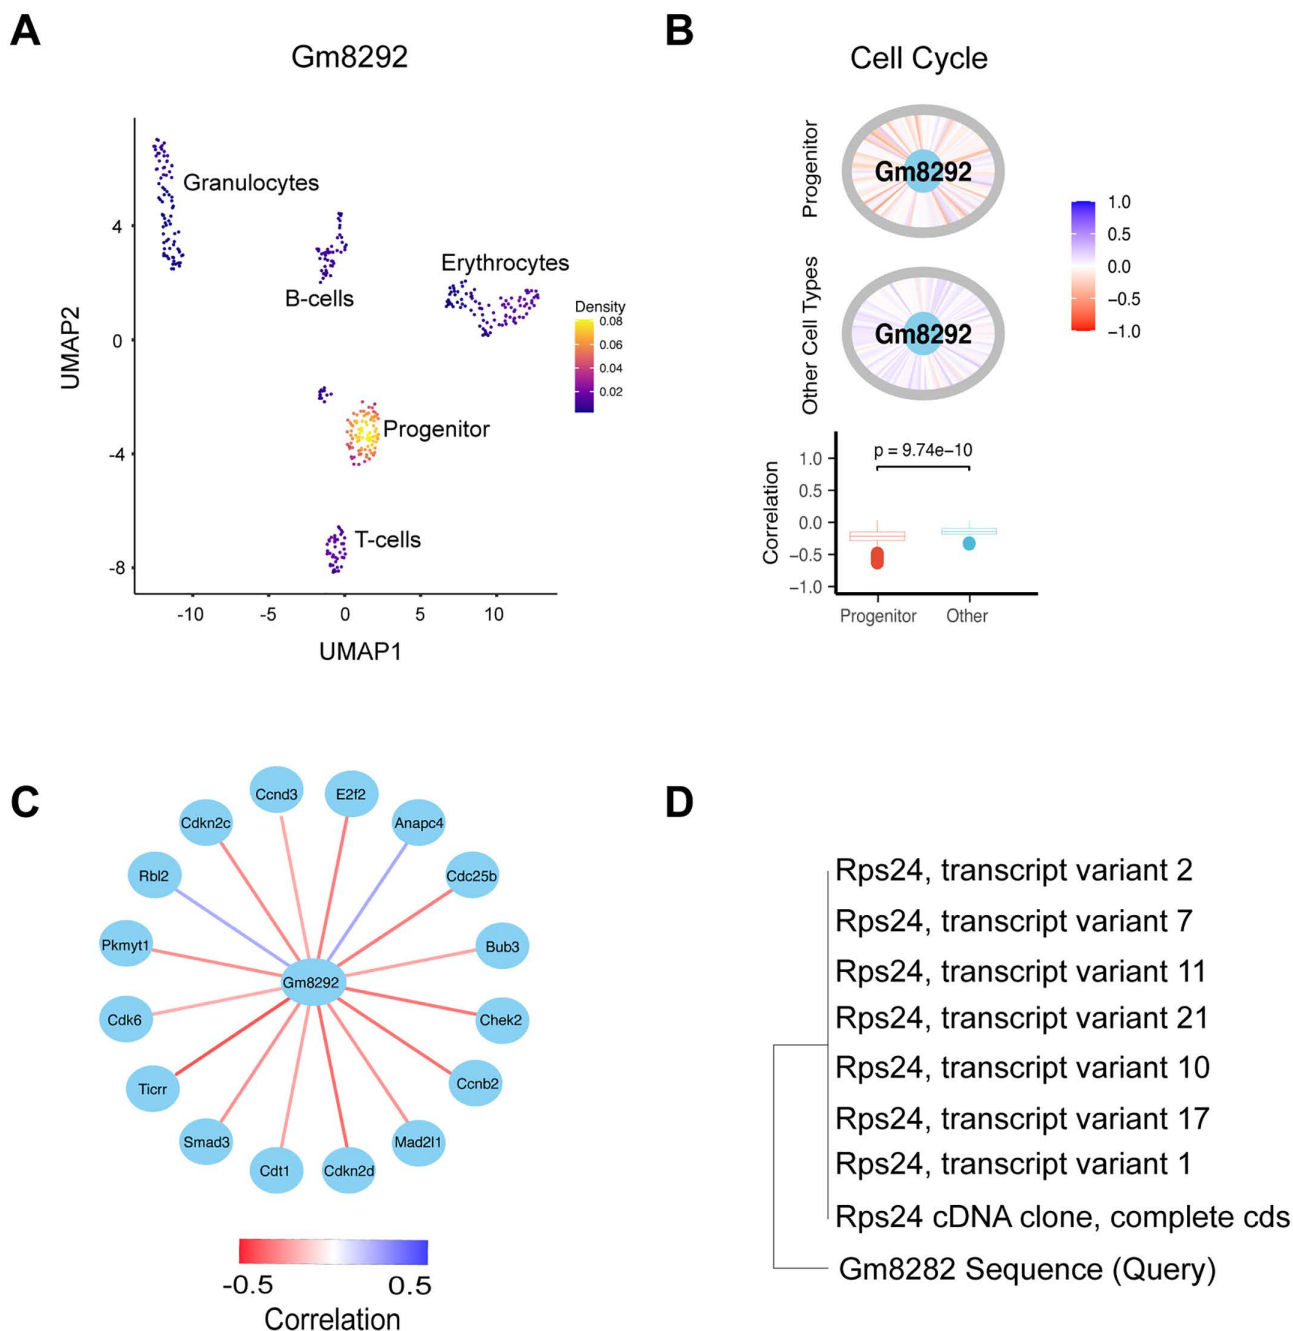 A
Gm8292
Granulocytes
B-cells
Erythrocytes
Progenitor
T-cells
UMAP2
4
0
-4
-8
-10
-5
0
5
10
UMAP1
Density
0.08
0.06
0.04
0.02
B
Cell Cycle
Progenitor
Gm8292
Other Cell Types
Gm8292
1.0
0.5
0.0
−0.5
−1.0
Correlation
1.0
0.5
0.0
−0.5
−1.0
p = 9.74e−10
Progenitor
Other
C
Ccnd3
E2f2
Cdkn2c
Anapc4
Rbl2
Cdc25b
Pkmyt1
Bub3
Gm8292
Cdk6
Chek2
Ticrr
Ccnb2
Smad3
Mad2l1
Cdt1
Cdkn2d
-0.5
0.5
Correlation
D
Rps24, transcript variant 2
Rps24, transcript variant 7
Rps24, transcript variant 11
Rps24, transcript variant 21
Rps24, transcript variant 10
Rps24, transcript variant 17
Rps24, transcript variant 1
Rps24 cDNA clone, complete cds
Gm8282 Sequence (Query)